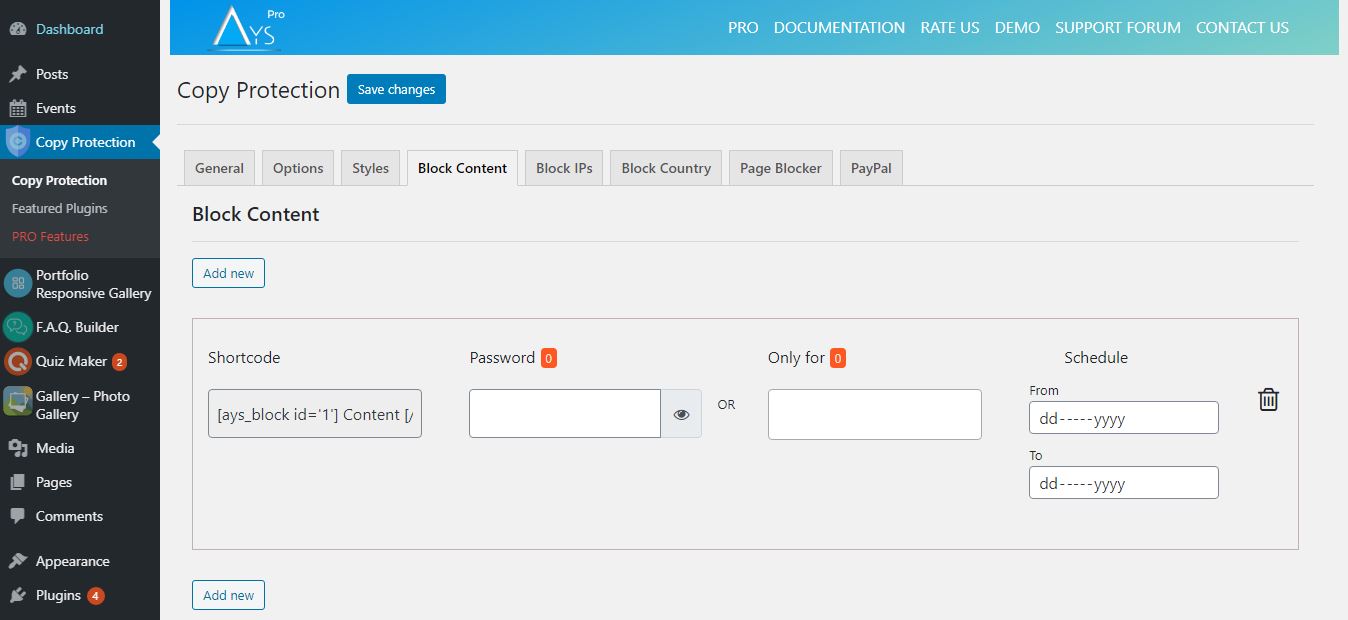 Dashboard
Posts
Events
Copy Protection
Copy Protection
Featured Plugins
PRO Features
Portfolio
Responsive Gallery
F.A.Q. Builder
Quiz Maker 2
Gallery – Photo
Gallery
Media
Pages
Comments
Appearance
Plugins 4
AYS Pro
PRO DOCUMENTATION RATE US DEMO SUPPORT FORUM CONTACT US
Copy Protection Save changes
General Options Styles Block Content Block IPs Block Country Page Blocker PayPal
Block Content
Add new
Shortcode Password 0 Only for 0 Schedule
From
[ays_block id='1'] Content [/ OR dd-----yyyy
To
dd-----yyyy
Add new